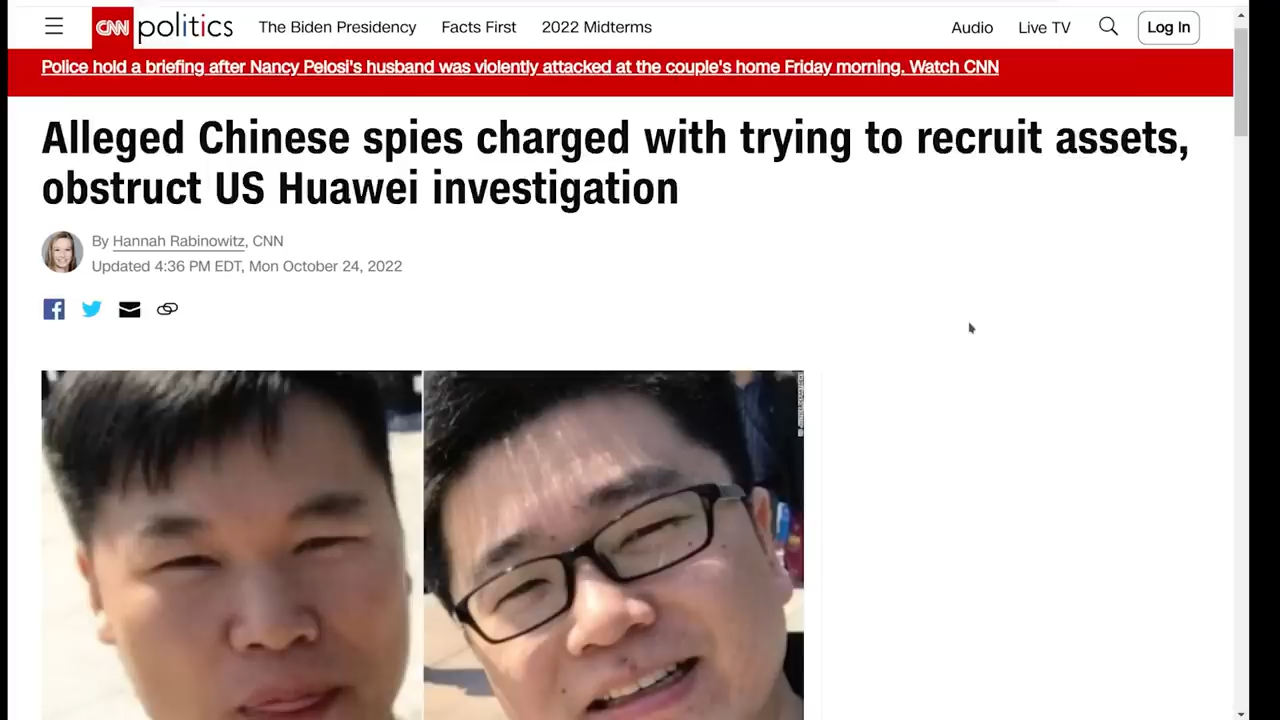 CNN politics The Biden Presidency Facts First 2022 Midterms Audio Live TV Log In
Police hold a briefing after Nancy Pelosi's husband was violently attacked at the couple's home Friday morning. Watch CNN
Alleged Chinese spies charged with trying to recruit assets,
obstruct US Huawei investigation
By Hannah Rabinowitz, CNN
Updated 4:36 PM EDT, Mon October 24, 2022